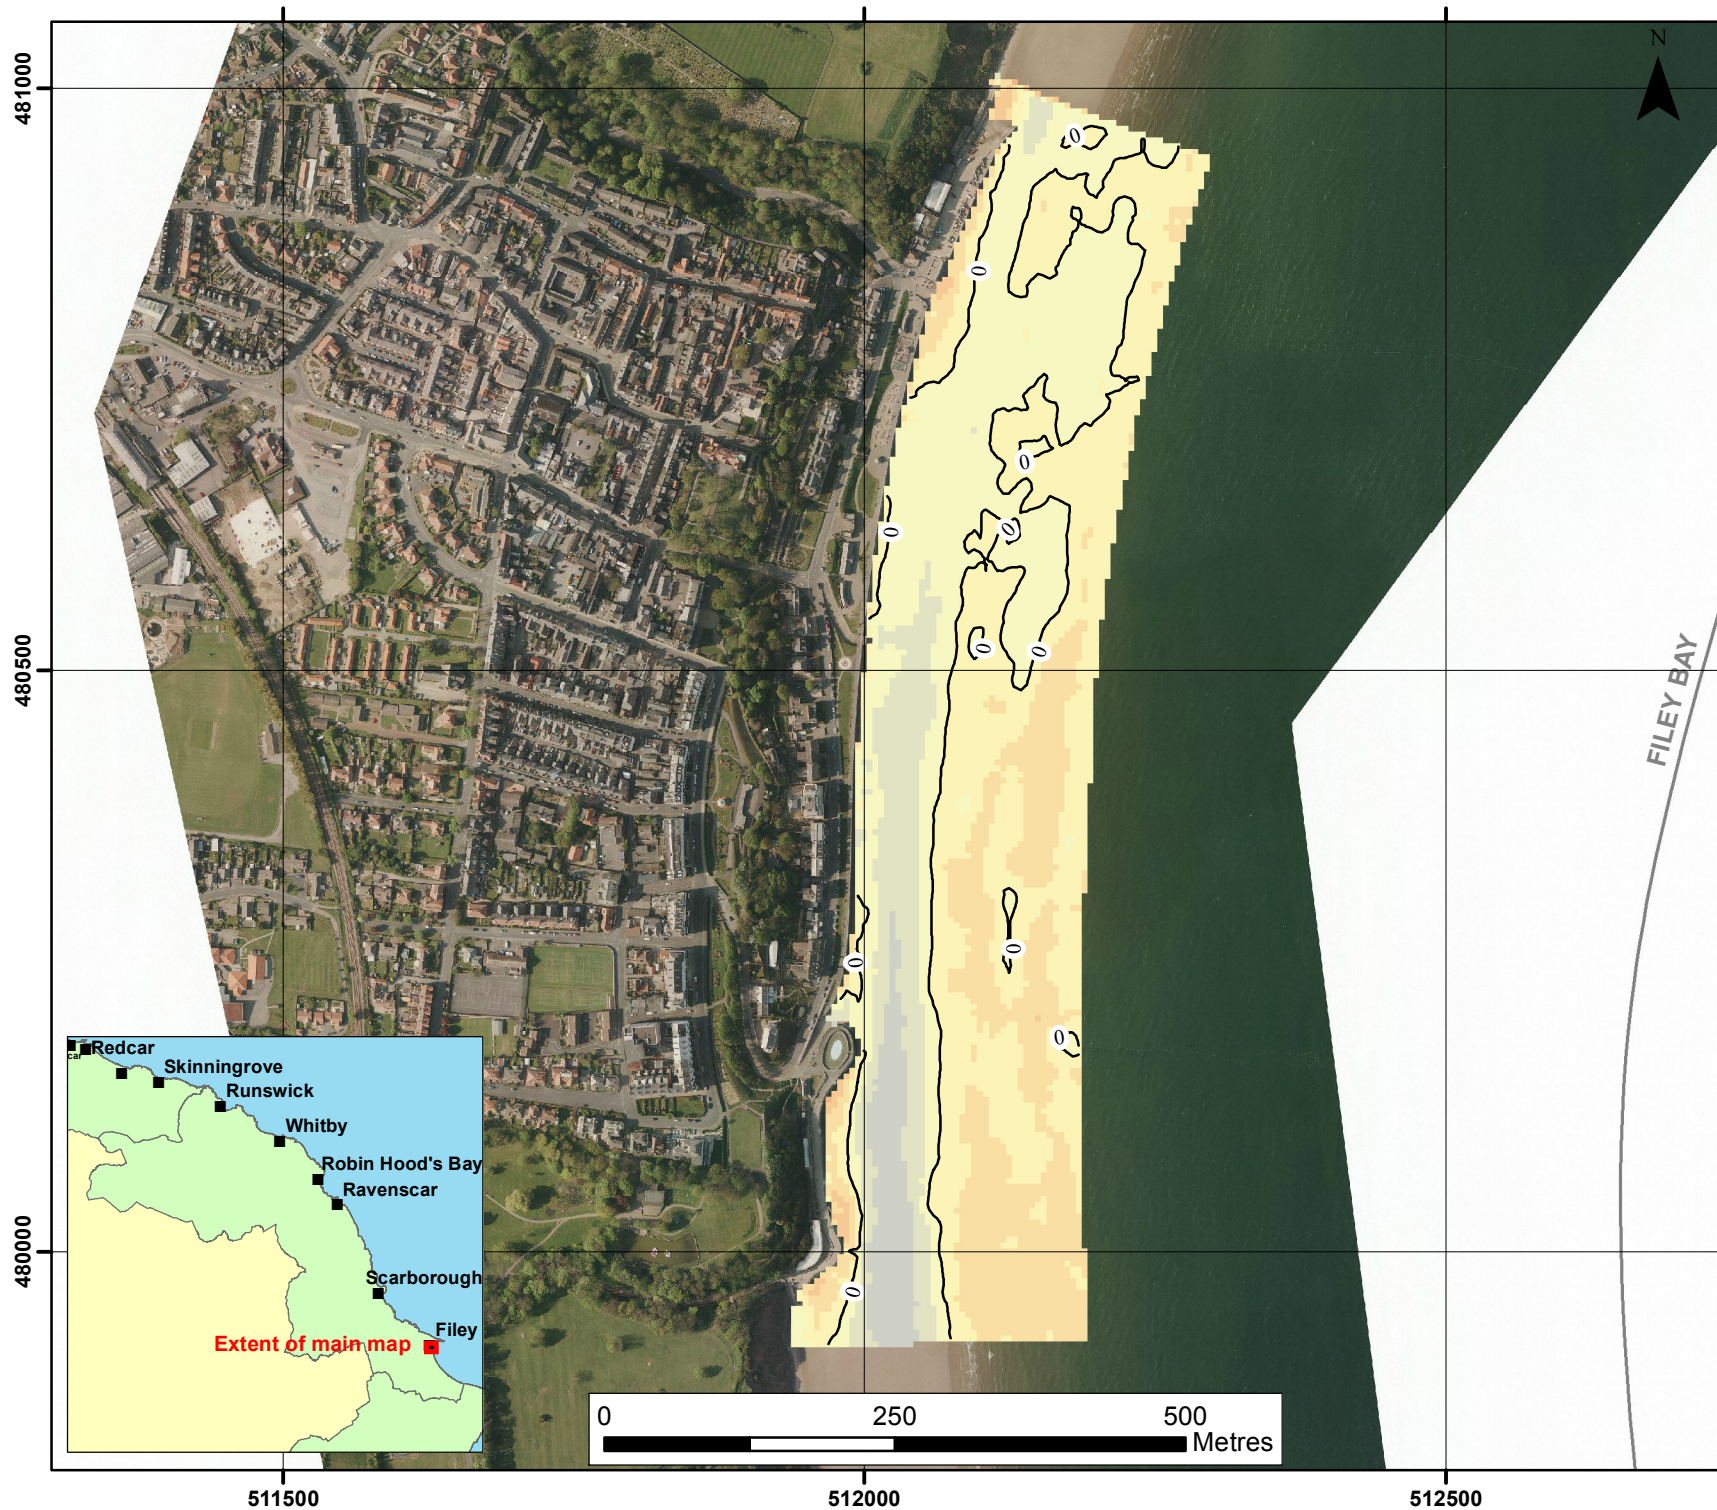 N
481000
480500
480000
0
0
0
0
0
0
0
0
0
0
0
FILEY BAY
car
Redcar
Skinningrove
Runswick
Whitby
Robin Hood's Bay
Ravenscar
Scarborough
Filey
Extent of main map
0 250 500
Metres
511500 512000 512500